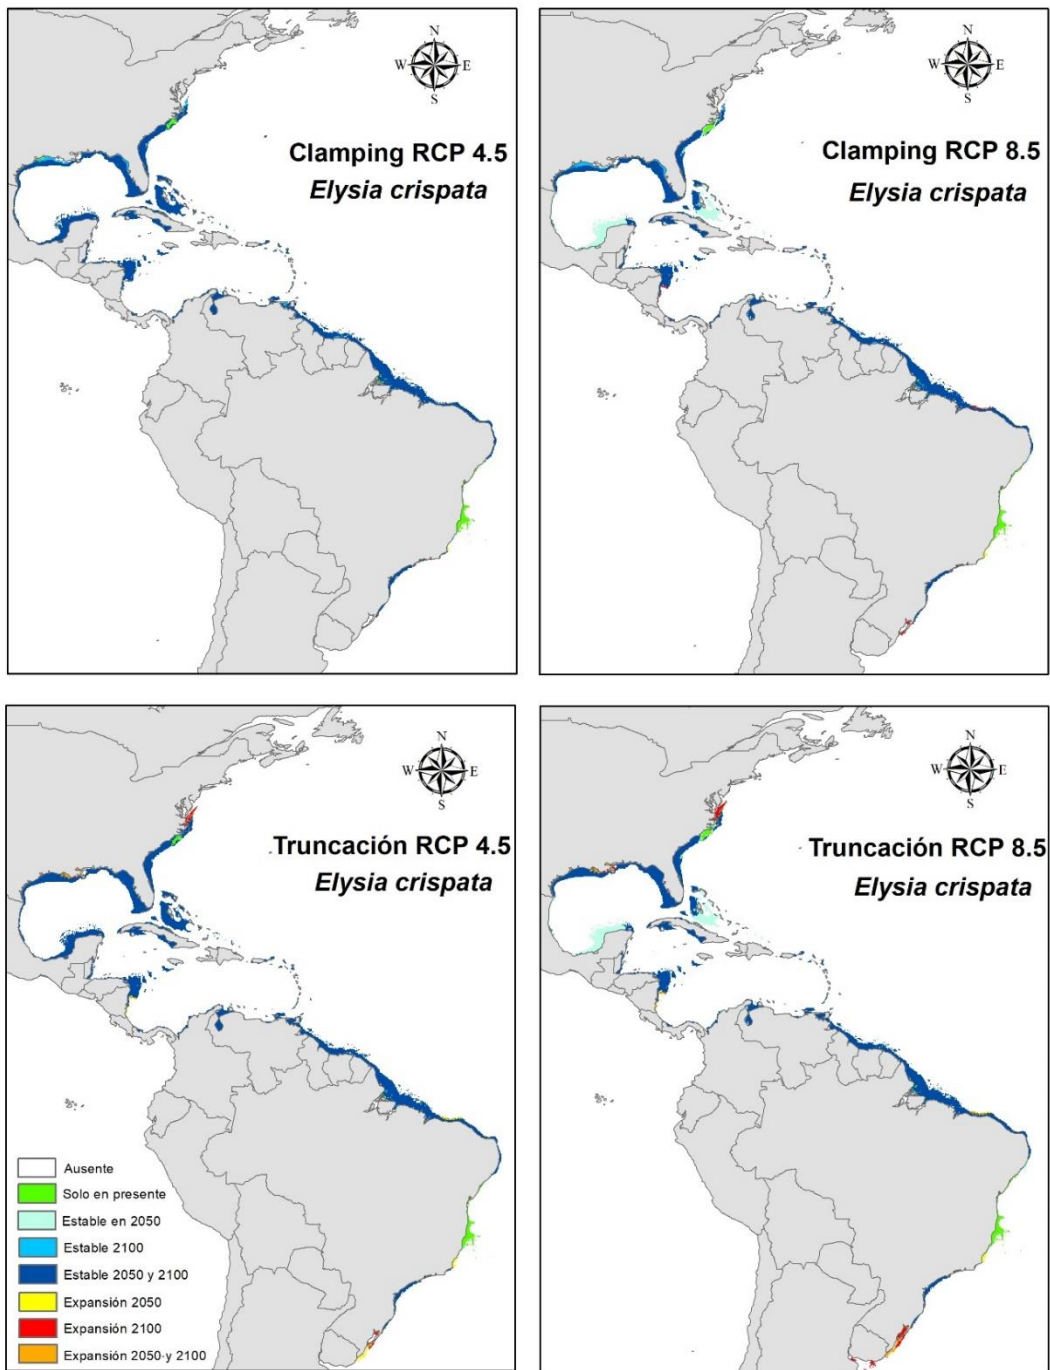 N
W E
S
Clamping RCP 4.5
Elysia crispata
N
W E
S
Clamping RCP 8.5
Elysia crispata
N
W E
S
Truncación RCP 4.5
Elysia crispata
Ausente
Solo en presente
Estable en 2050
Estable 2100
Estable 2050 y 2100
Expansión 2050
Expansión 2100
Expansión 2050 y 2100
N
W E
S
Truncación RCP 8.5
Elysia crispata